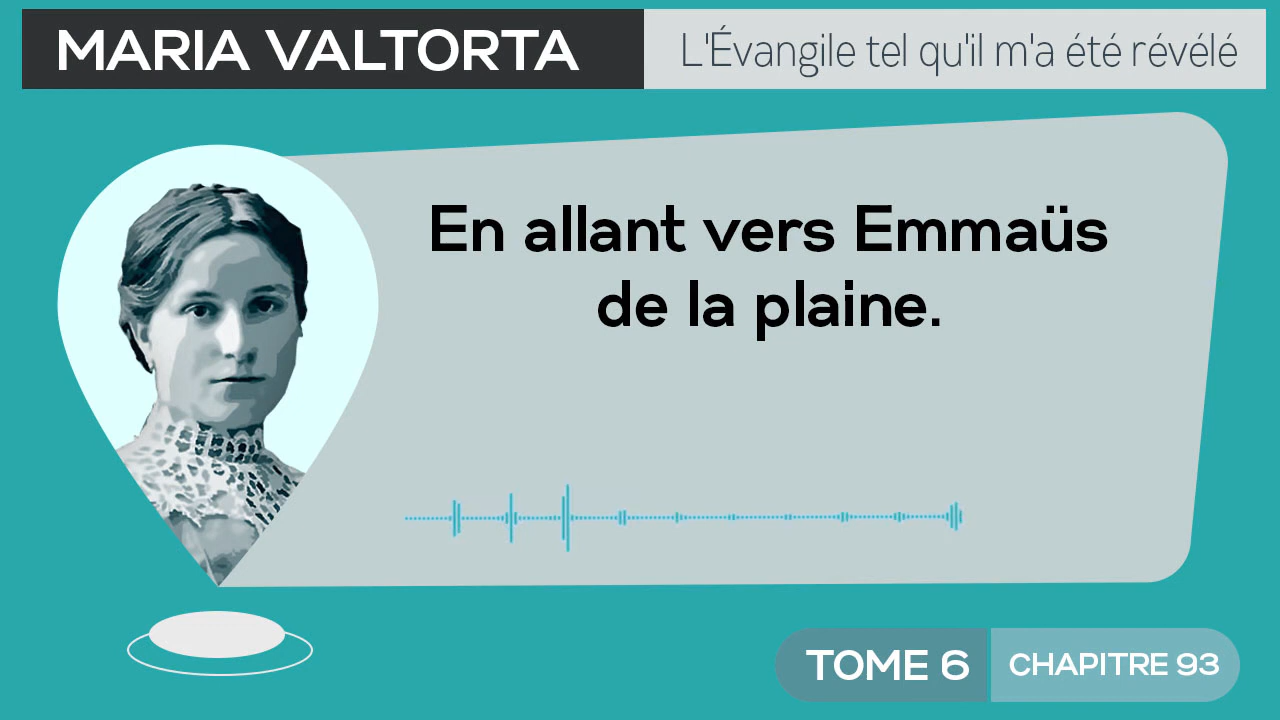 MARIA VALTORTA
L'Évangile tel qu'il m'a été révélé
En allant vers Emmaüs
de la plaine.
TOME 6
CHAPITRE 93